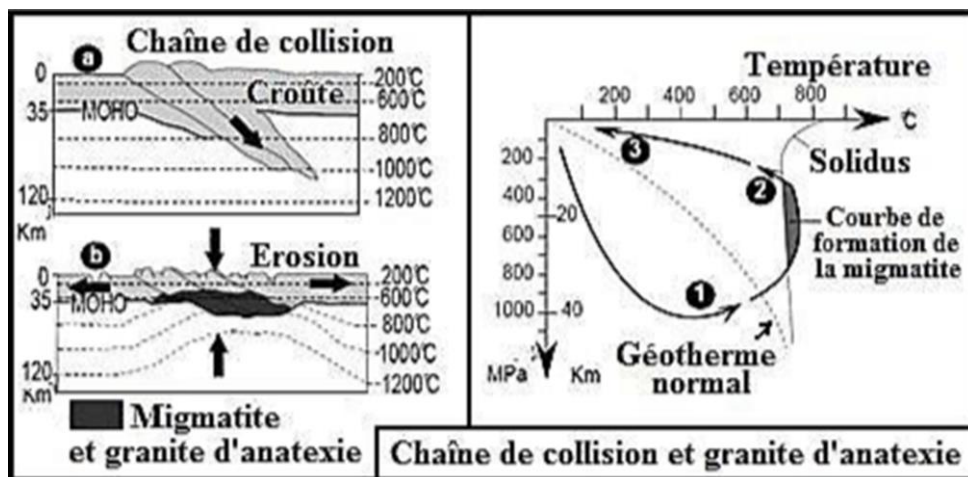 Chaîne de collision
a
0
35
120
Km
MOHO
Croûte
200°C
600°C
800°C
1000°C
1200°C
b
Erosion
0
35
120
Km
MOHO
200°C
600°C
800°C
1000°C
1200°C
Migmatite
et granite d'anatexie
Température
200 400 600 800
°C
Solidus
200
400
600
800
1000
MPa
20
40
Km
3
2
1
Courbe de
formation de
la migmatite
Géotherme
normal
Chaîne de collision et granite d'anatexie